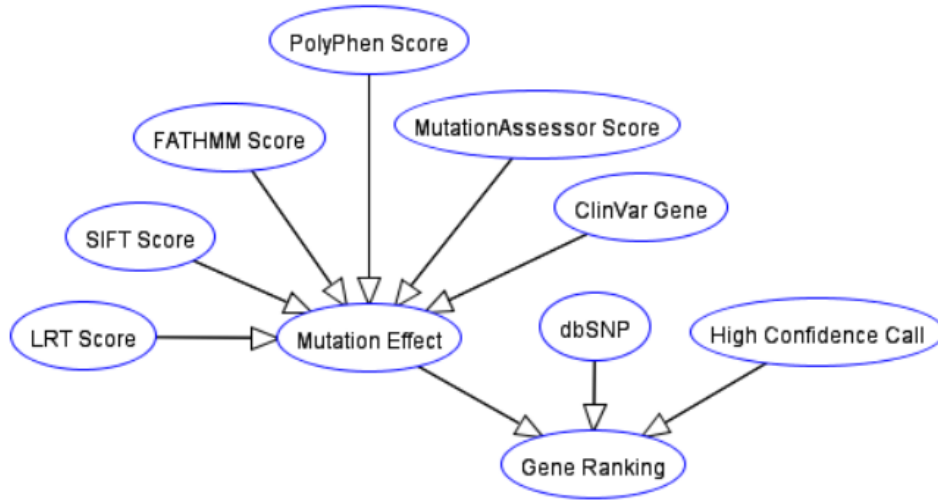 PolyPhen Score
FATHMM Score
MutationAssessor Score
SIFT Score
ClinVar Gene
LRT Score
Mutation Effect
dbSNP
High Confidence Call
Gene Ranking